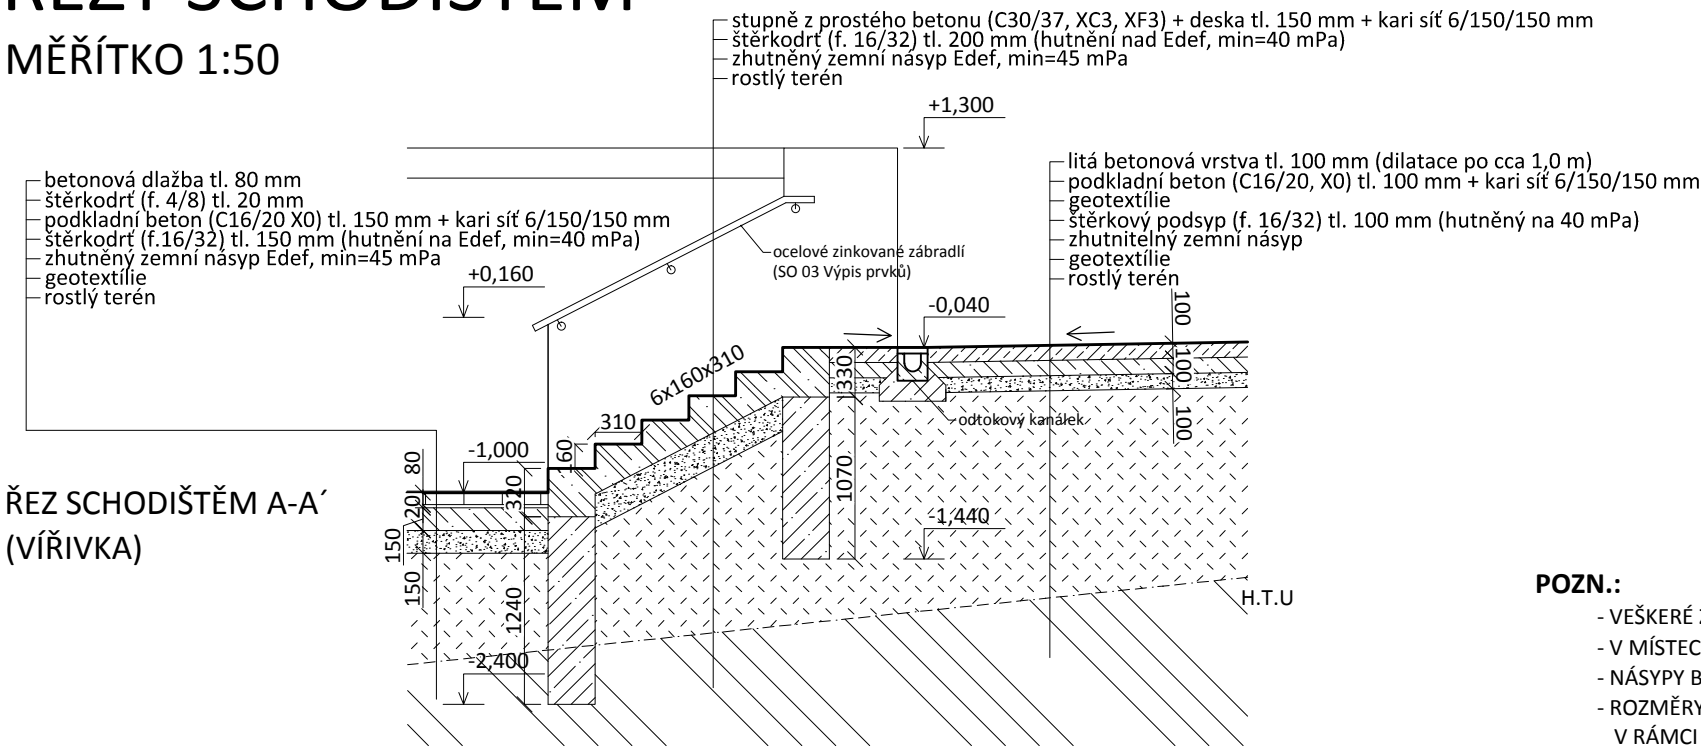 MĚŘÍTKO 1:50
stupně z prostého betonu (C30/37, XC3, XF3) + deska tl. 150 mm + kari síť 6/150/150 mm
štěrkodrť (f. 16/32) tl. 200 mm (hutnění nad Edef, min=40 mPa)
zhutněný zemní násyp Edef, min=45 mPa
rostlý terén
+1,300
betonová dlažba tl. 80 mm
štěrkodrť (f. 4/8) tl. 20 mm
podkladní beton (C16/20 X0) tl. 150 mm + kari síť 6/150/150 mm
štěrkodrť (f.16/32) tl. 150 mm (hutnění na Edef, min=40 mPa)
zhutněný zemní násyp Edef, min=45 mPa
geotextílie
rostlý terén
litá betonová vrstva tl. 100 mm (dilatace po cca 1,0 m)
podkladní beton (C16/20, X0) tl. 100 mm + kari síť 6/150/150 mm
geotextílie
štěrkový podsyp (f. 16/32) tl. 100 mm (hutněný na 40 mPa)
zhutnitelný zemní násyp
geotextílie
rostlý terén
ocelové zinkované zábradlí
(SO 03 Výpis prvků)
+0,160
-0,040
100
100
100
6x160x310
330
310
160
odtokový kanálek
-1,000
80
20
150
150
320
1070
1240
-1,440
-2,400
H.T.U
ŘEZ SCHODIŠTĚM A-A´
(VÍŘIVKA)
POZN.:
- VEŠKERÉ
- V MÍSTEC
- NÁSYPY B
- ROZMĚRY
V RÁMCI